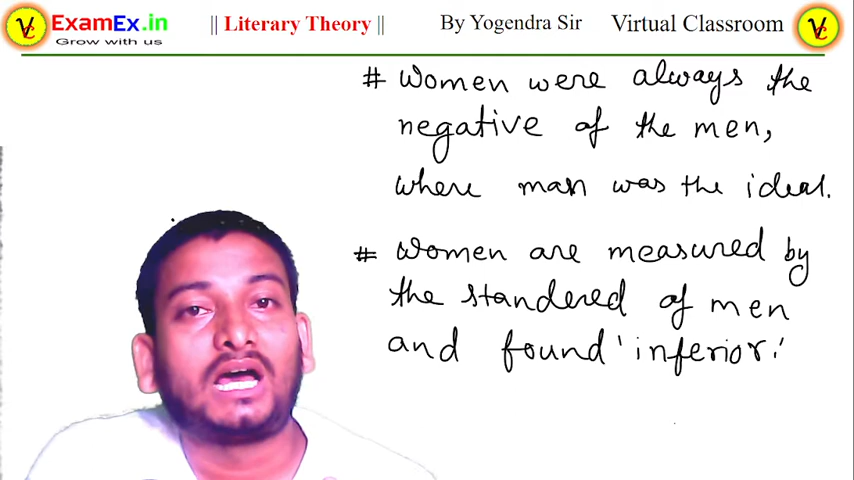 ExamEx.in
Grow with us
|| Literary Theory ||
By Yogendra Sir
Virtual Classroom
# Women were always the
negative of the men,
where man was the ideal.
# Women are measured by
the standered of men
and found 'inferior.'